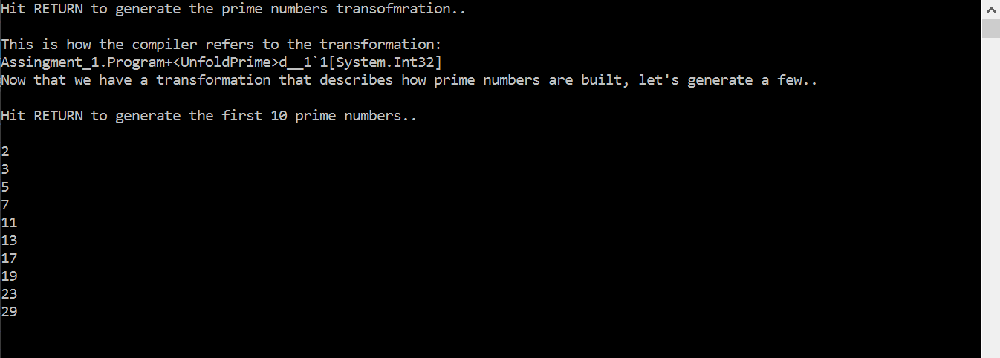 Hit RETURN to generate the prime numbers transofmration..
This is how the compiler refers to the transformation:
Assingment_1.Program+<UnfoldPrime>d__1`1[System.Int32]
Now that we have a transformation that describes how prime numbers are built, let's generate a few..
Hit RETURN to generate the first 10 prime numbers..
2
3
5
7
11
13
17
19
23
29